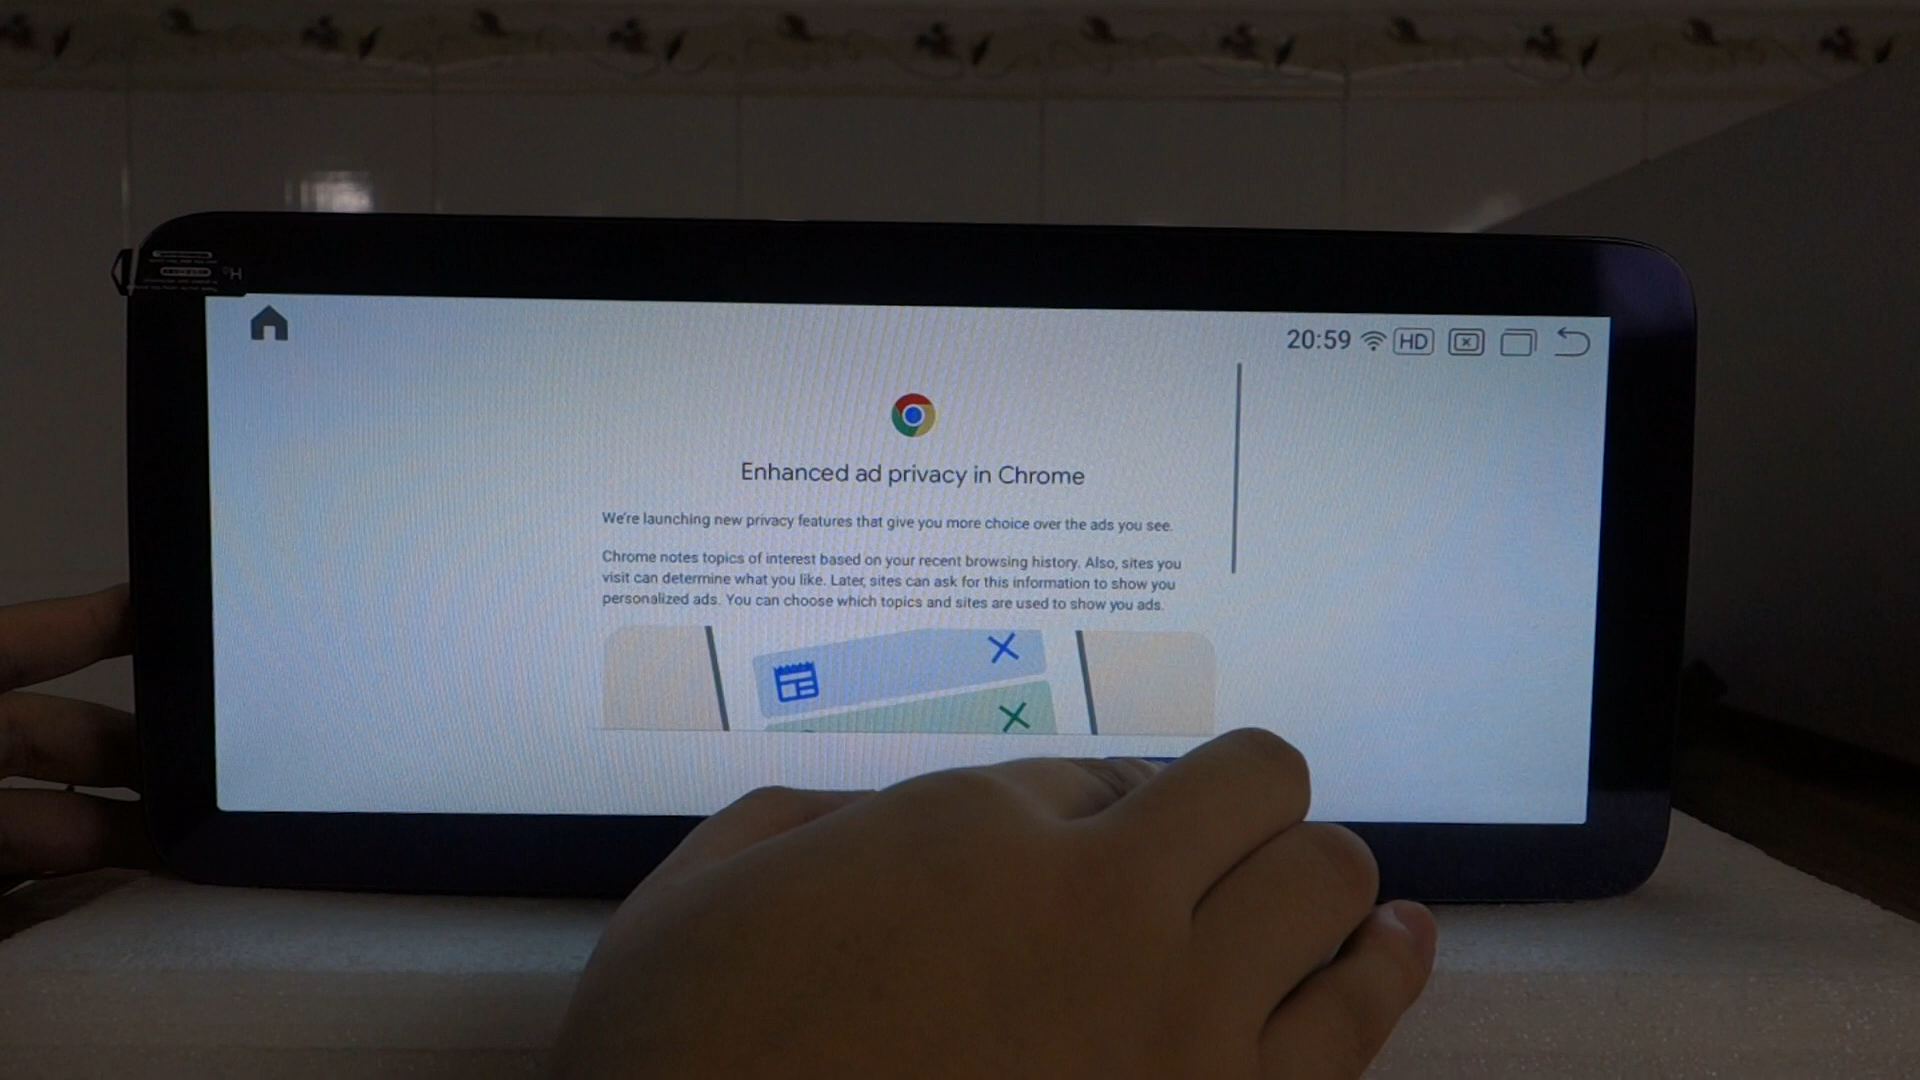 20:59 HD
Enhanced ad privacy in Chrome
We're launching new privacy features that give you more choice over the ads you see.
Chrome notes topics of interest based on your recent browsing history. Also, sites you
visit can determine what you like. Later, sites can ask for this information to show you
personalized ads. You can choose which topics and sites are used to show you ads.